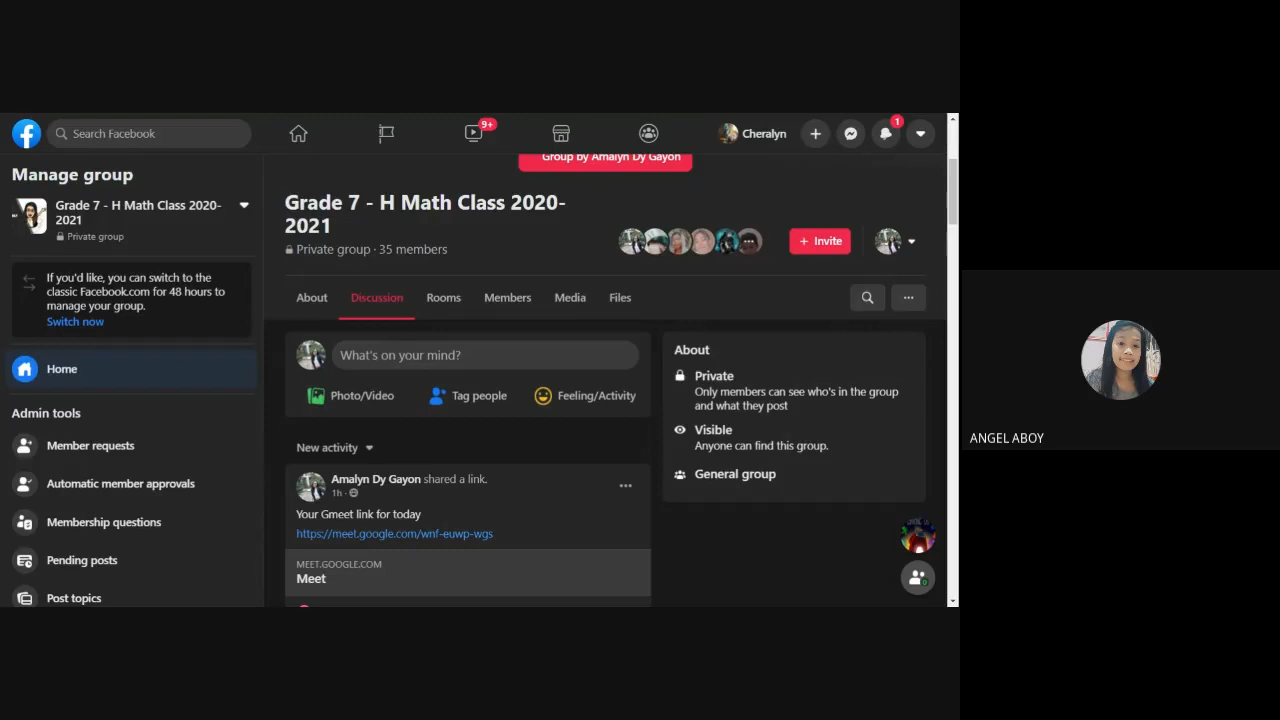 Search Facebook
9+
Cheralyn
1
Manage group
Grade 7 - H Math Class 2020-
2021
Private group
If you'd like, you can switch to the
classic Facebook.com for 48 hours to
manage your group.
Switch now
Home
Admin tools
Member requests
Automatic member approvals
Membership questions
Pending posts
Post topics
Group by Amalyn Dy Gayon
Grade 7 - H Math Class 2020-
2021
Private group · 35 members
+ Invite
About
Discussion
Rooms
Members
Media
Files
What's on your mind?
Photo/Video
Tag people
Feeling/Activity
New activity
Amalyn Dy Gayon shared a link.
1h ·
Your Gmeet link for today
https://meet.google.com/wnf-euwp-wgs
MEET.GOOGLE.COM
Meet
About
Private
Only members can see who's in the group
and what they post
Visible
Anyone can find this group.
General group
ANGEL ABOY